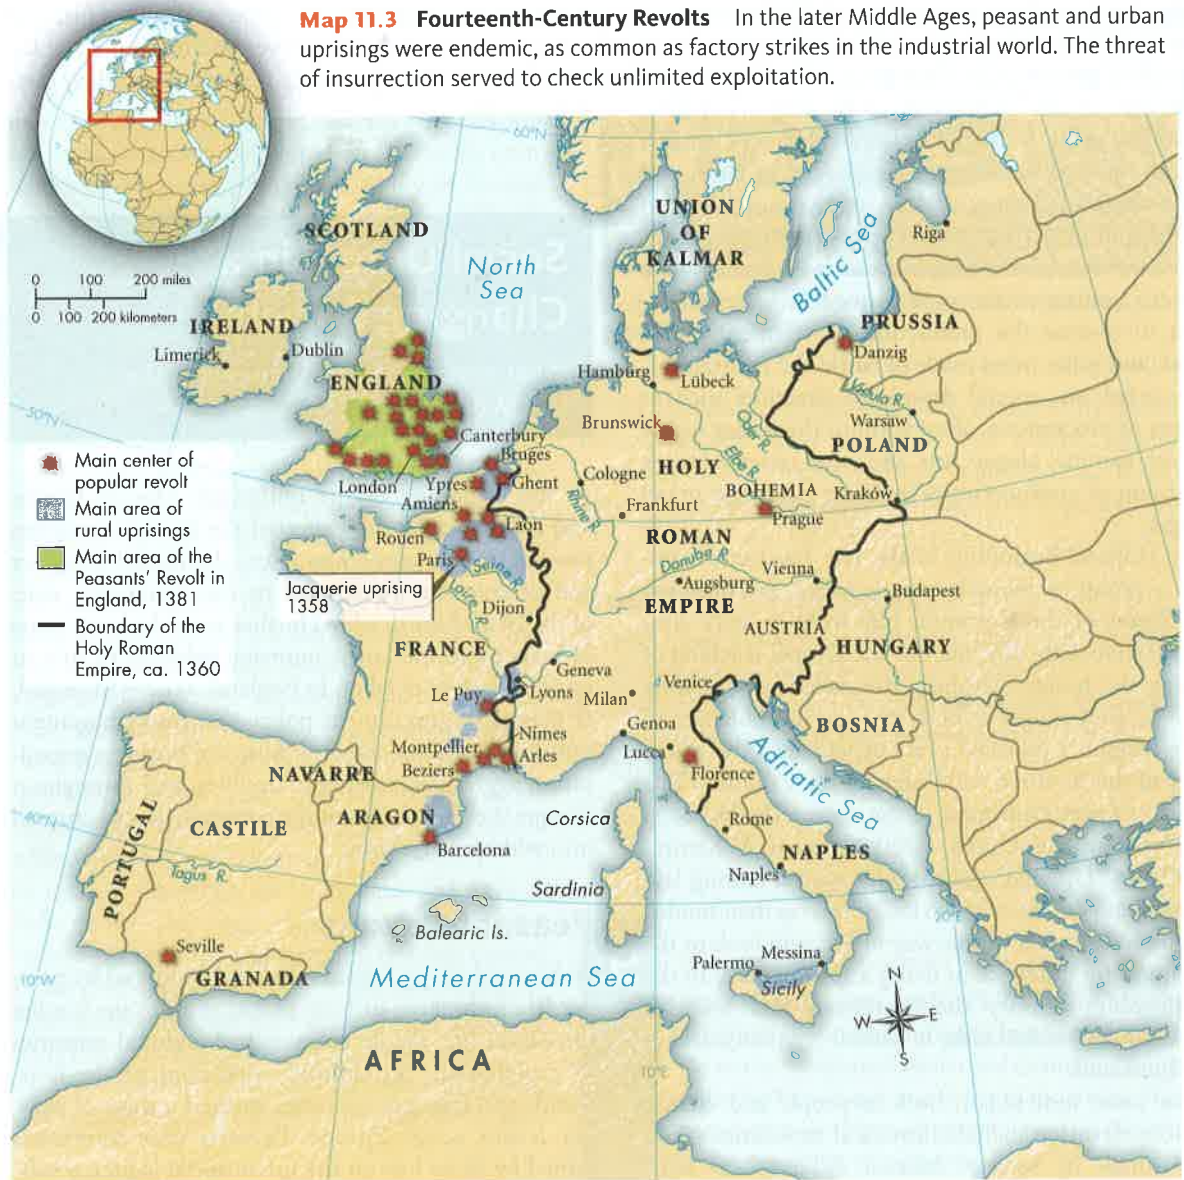 Map 11.3 Fourteenth-Century Revolts In the later Middle Ages, peasant and urban
uprisings were endemic, as common as factory strikes in the industrial world. The threat
of insurrection served to check unlimited exploitation.
60°N
SCOTLAND
North
Sea
UNION
OF
KALMAR
Riga
Baltic Sea
0 100 200 miles
0 100 200 kilometers
IRELAND
Limerick
Dublin
ENGLAND
PRUSSIA
Danzig
Hamburg
Lübeck
Vistula R.
Warsaw
POLAND
50°N
Brunswick
Oder R.
Elbe R.
Canterbury
Bruges
Ghent
Ypres
London
Amiens
Cologne
HOLY
BOHEMIA
Kraków
Rhine R.
Frankfurt
Prague
Laon
Rouen
Paris
Seine R.
ROMAN
Danube R.
Vienna
Augsburg
Budapest
Main center of
popular revolt
Main area of
rural uprisings
Main area of the
Peasants' Revolt in
England, 1381
Boundary of the
Holy Roman
Empire, ca. 1360
Jacquerie uprising
1358
Loire R.
Dijon
EMPIRE
AUSTRIA
HUNGARY
FRANCE
Geneva
Lyons
Milan
Venice
Le Puy
BOSNIA
Genoa
Lucca
Nîmes
Montpellier
Arles
Beziers
Florence
Adriatic Sea
NAVARRE
40°N
PORTUGAL
CASTILE
ARAGON
Barcelona
Corsica
Rome
NAPLES
Naples
Tagus R.
Sardinia
Balearic Is.
20°E
Seville
GRANADA
10°W
Mediterranean Sea
Palermo
Messina
Sicily
N
W
E
S
AFRICA
0°
10°E